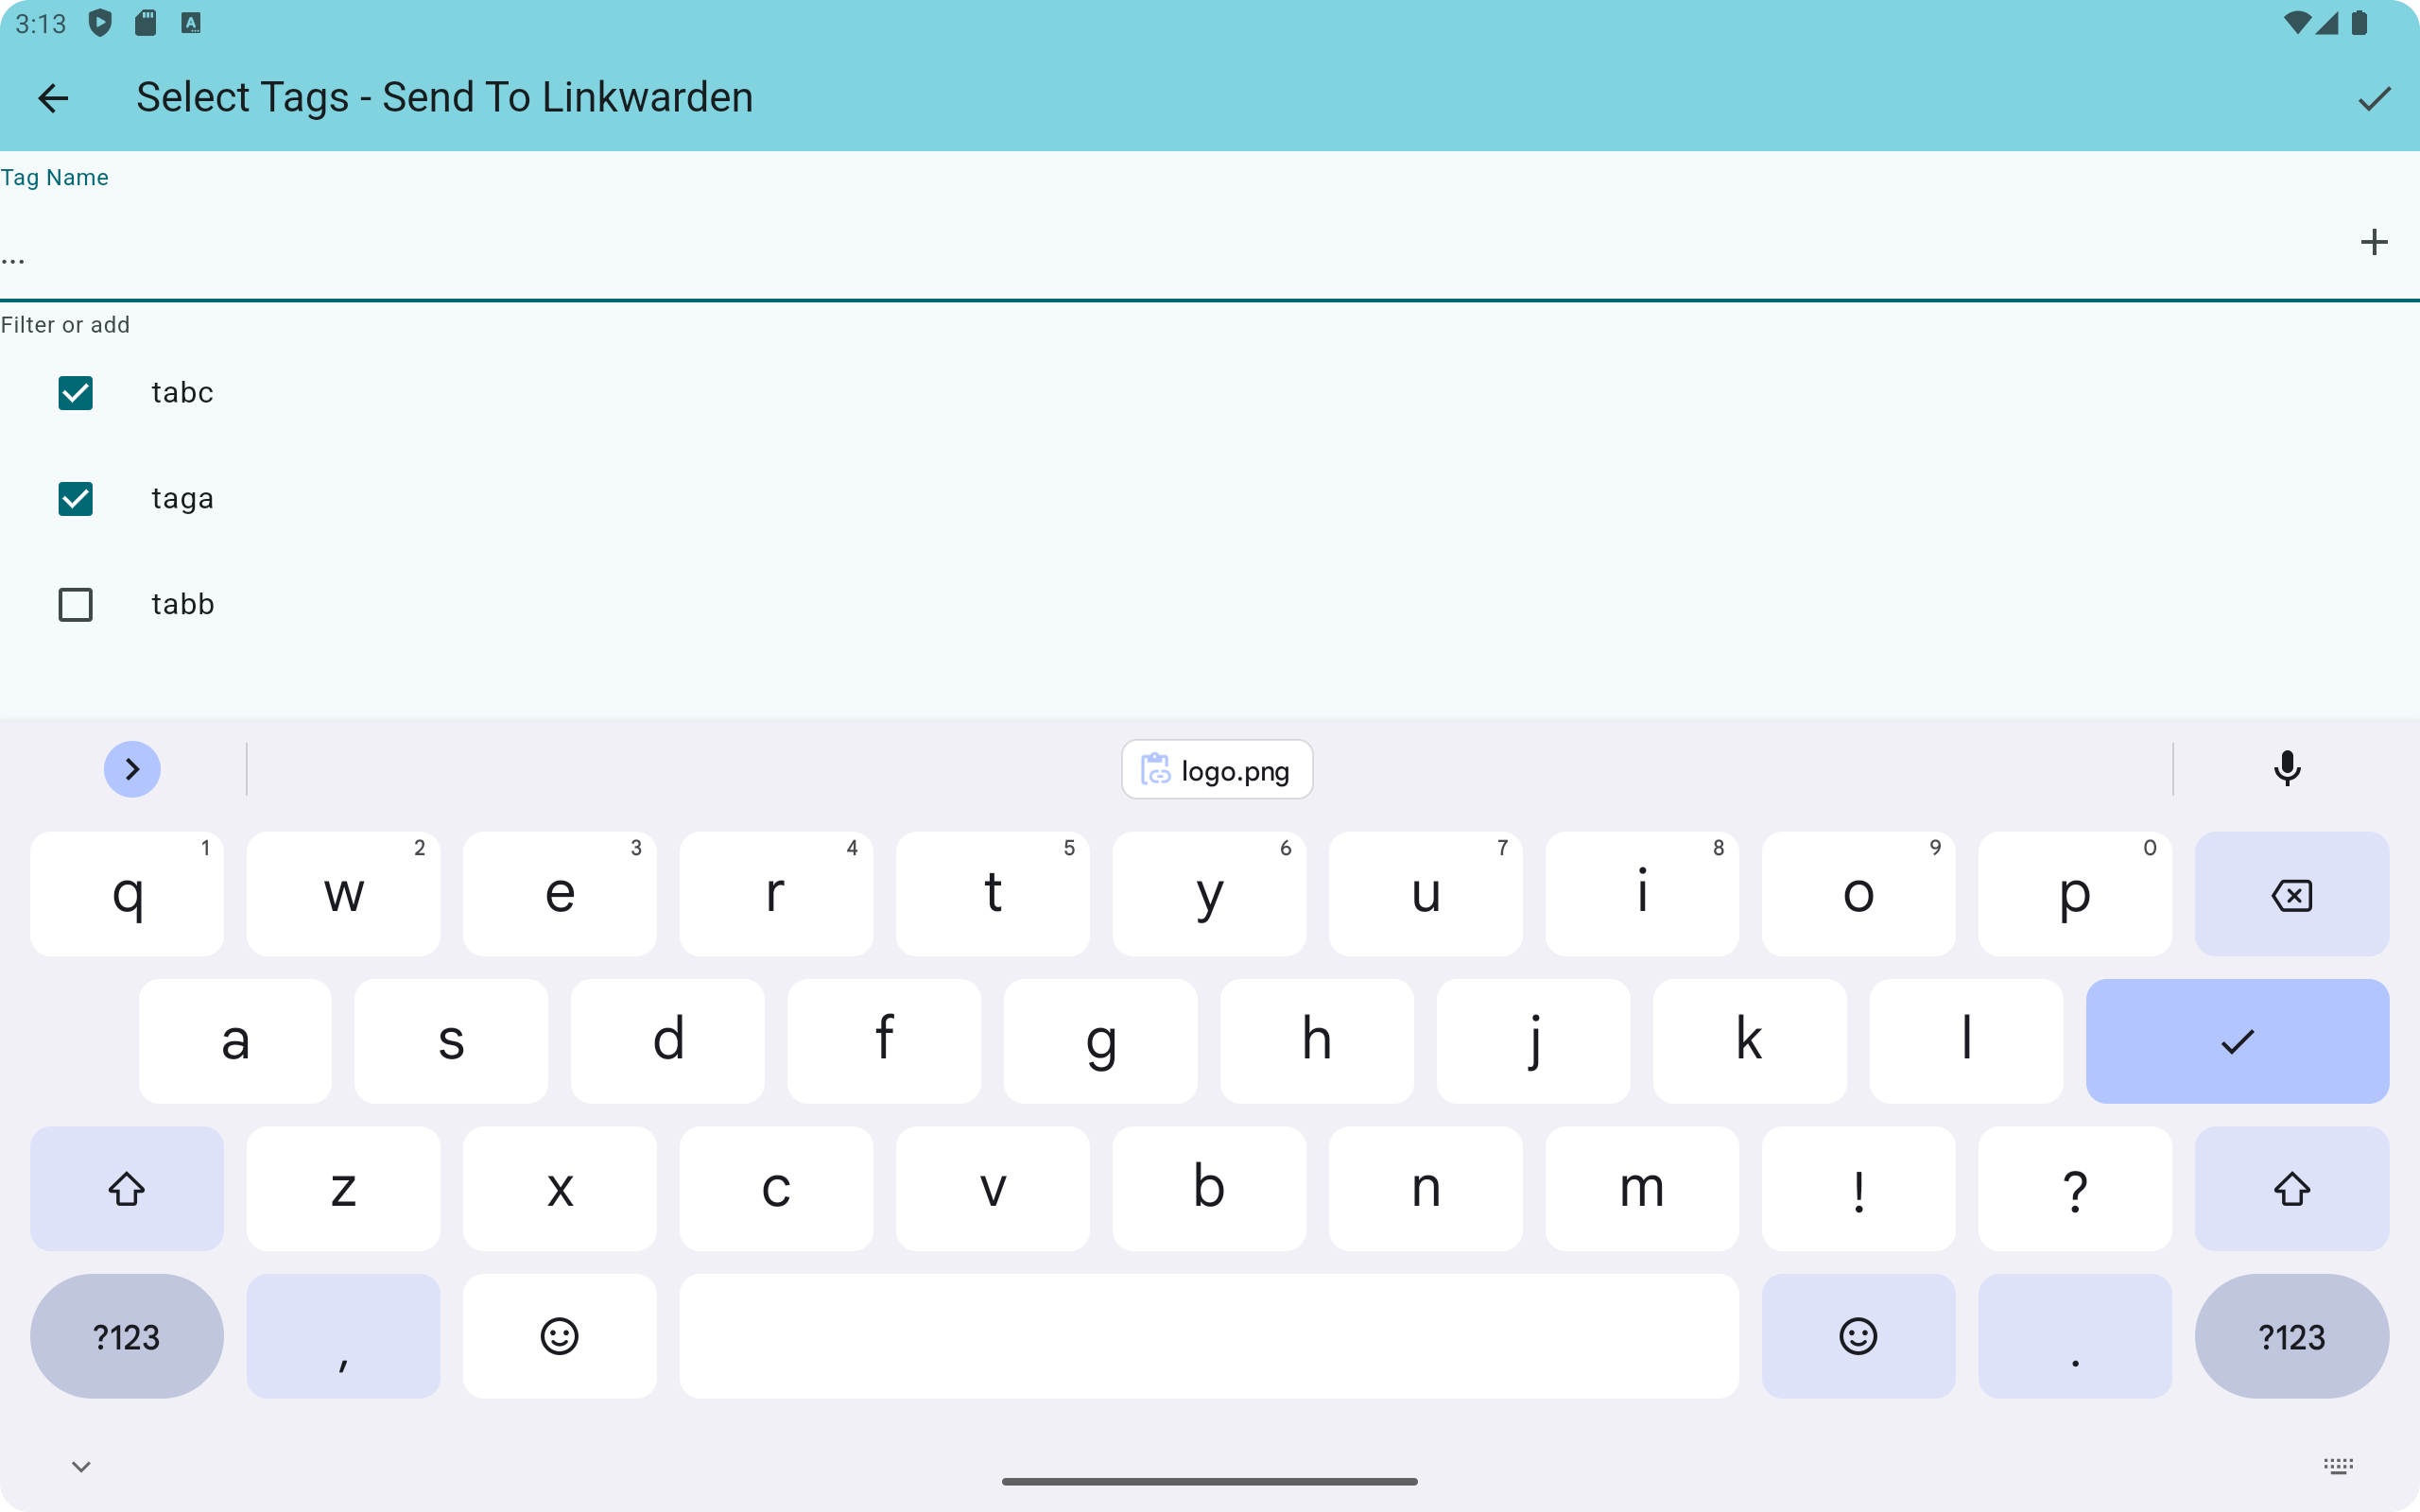 3:13
Select Tags - Send To Linkwarden
Tag Name
...
Filter or add
tabc
taga
tabb
logo.png
1 2 3 4 5 6 7 8 9 0
q w e r t y u i o p
a s d f g h j k l
z x c v b n m ! ?
?123 , . ?123